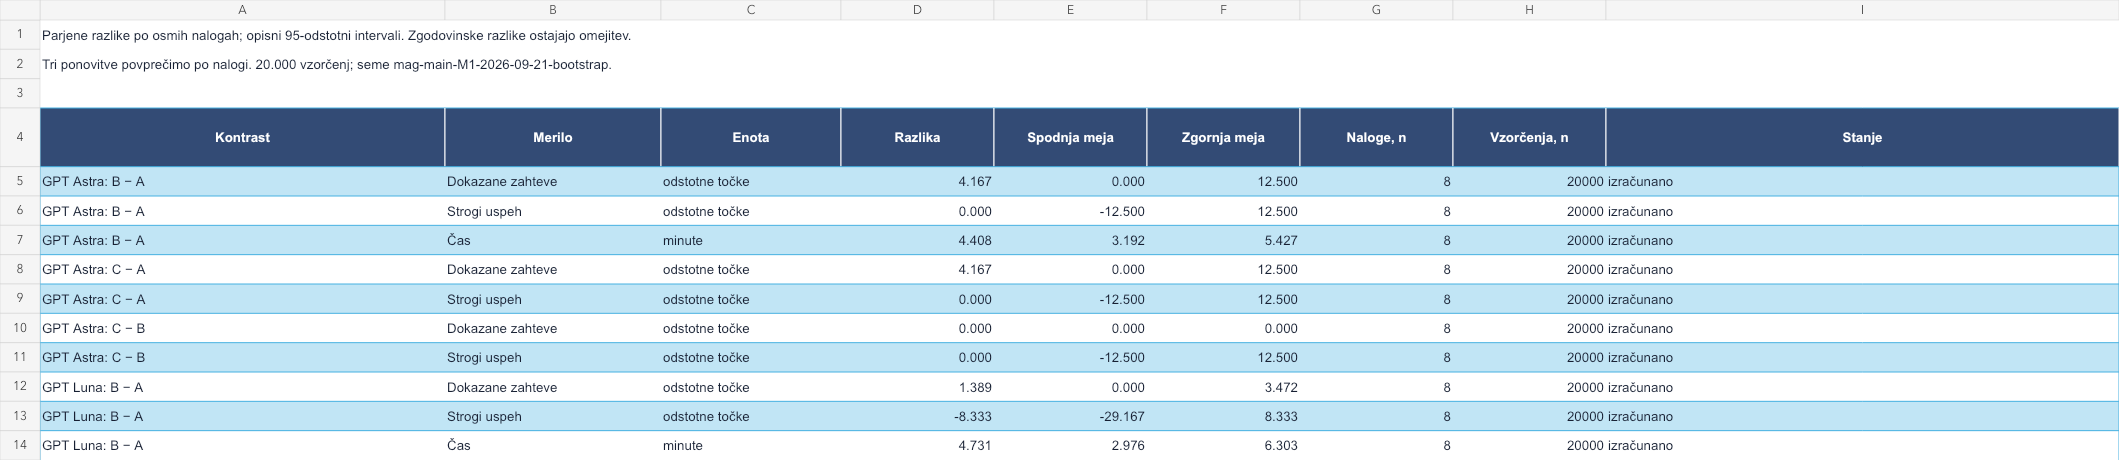 A B C D E F G H I
1 Parjene razlike po osmih nalogah; opisni 95-odstotni intervali. Zgodovinske razlike ostajajo omejitev.
2 Tri ponovitve povprečimo po nalogi. 20.000 vzorčenj; seme mag-main-M1-2026-09-21-bootstrap.
3
4 Kontrast Merilo Enota Razlika Spodnja meja Zgornja meja Naloge, n Vzorčenja, n Stanje
5 GPT Astra: B − A Dokazane zahteve odstotne točke 4.167 0.000 12.500 8 20000 izračunano
6 GPT Astra: B − A Strogi uspeh odstotne točke 0.000 -12.500 12.500 8 20000 izračunano
7 GPT Astra: B − A Čas minute 4.408 3.192 5.427 8 20000 izračunano
8 GPT Astra: C − A Dokazane zahteve odstotne točke 4.167 0.000 12.500 8 20000 izračunano
9 GPT Astra: C − A Strogi uspeh odstotne točke 0.000 -12.500 12.500 8 20000 izračunano
10 GPT Astra: C − B Dokazane zahteve odstotne točke 0.000 0.000 0.000 8 20000 izračunano
11 GPT Astra: C − B Strogi uspeh odstotne točke 0.000 -12.500 12.500 8 20000 izračunano
12 GPT Luna: B − A Dokazane zahteve odstotne točke 1.389 0.000 3.472 8 20000 izračunano
13 GPT Luna: B − A Strogi uspeh odstotne točke -8.333 -29.167 8.333 8 20000 izračunano
14 GPT Luna: B − A Čas minute 4.731 2.976 6.303 8 20000 izračunano